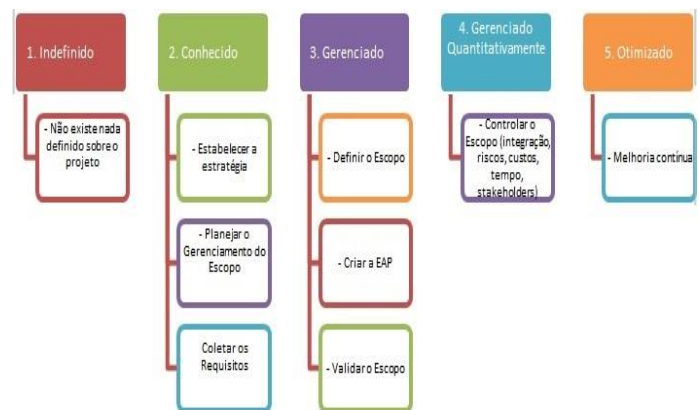 1. Indefinido
- Não existe nada
definido sobre o
projeto
2. Conhecido
- Estabelecer a
estratégia
- Planejar o
Gerenciamento do
Escopo
Coletar os
Requisitos
3. Gerenciado
- Definir o Escopo
- Criar a EAP
- Validar o Escopo
4. Gerenciado
Quantitativamente
- Controlar o
Escopo (integração,
riscos, custos,
tempo,
stakeholders)
5. Otimizado
- Melhoria contínua